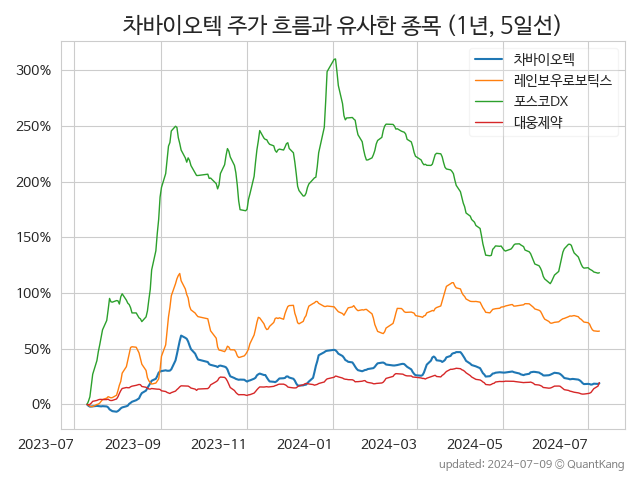 차바이오텍 주가 흐름과 유사한 종목 (1년, 5일선)
차바이오텍
레인보우로보틱스
포스코DX
대웅제약
300%
250%
200%
150%
100%
50%
0%
2023-07 2023-09 2023-11 2024-01 2024-03 2024-05 2024-07
updated: 2024-07-09 © QuantKang